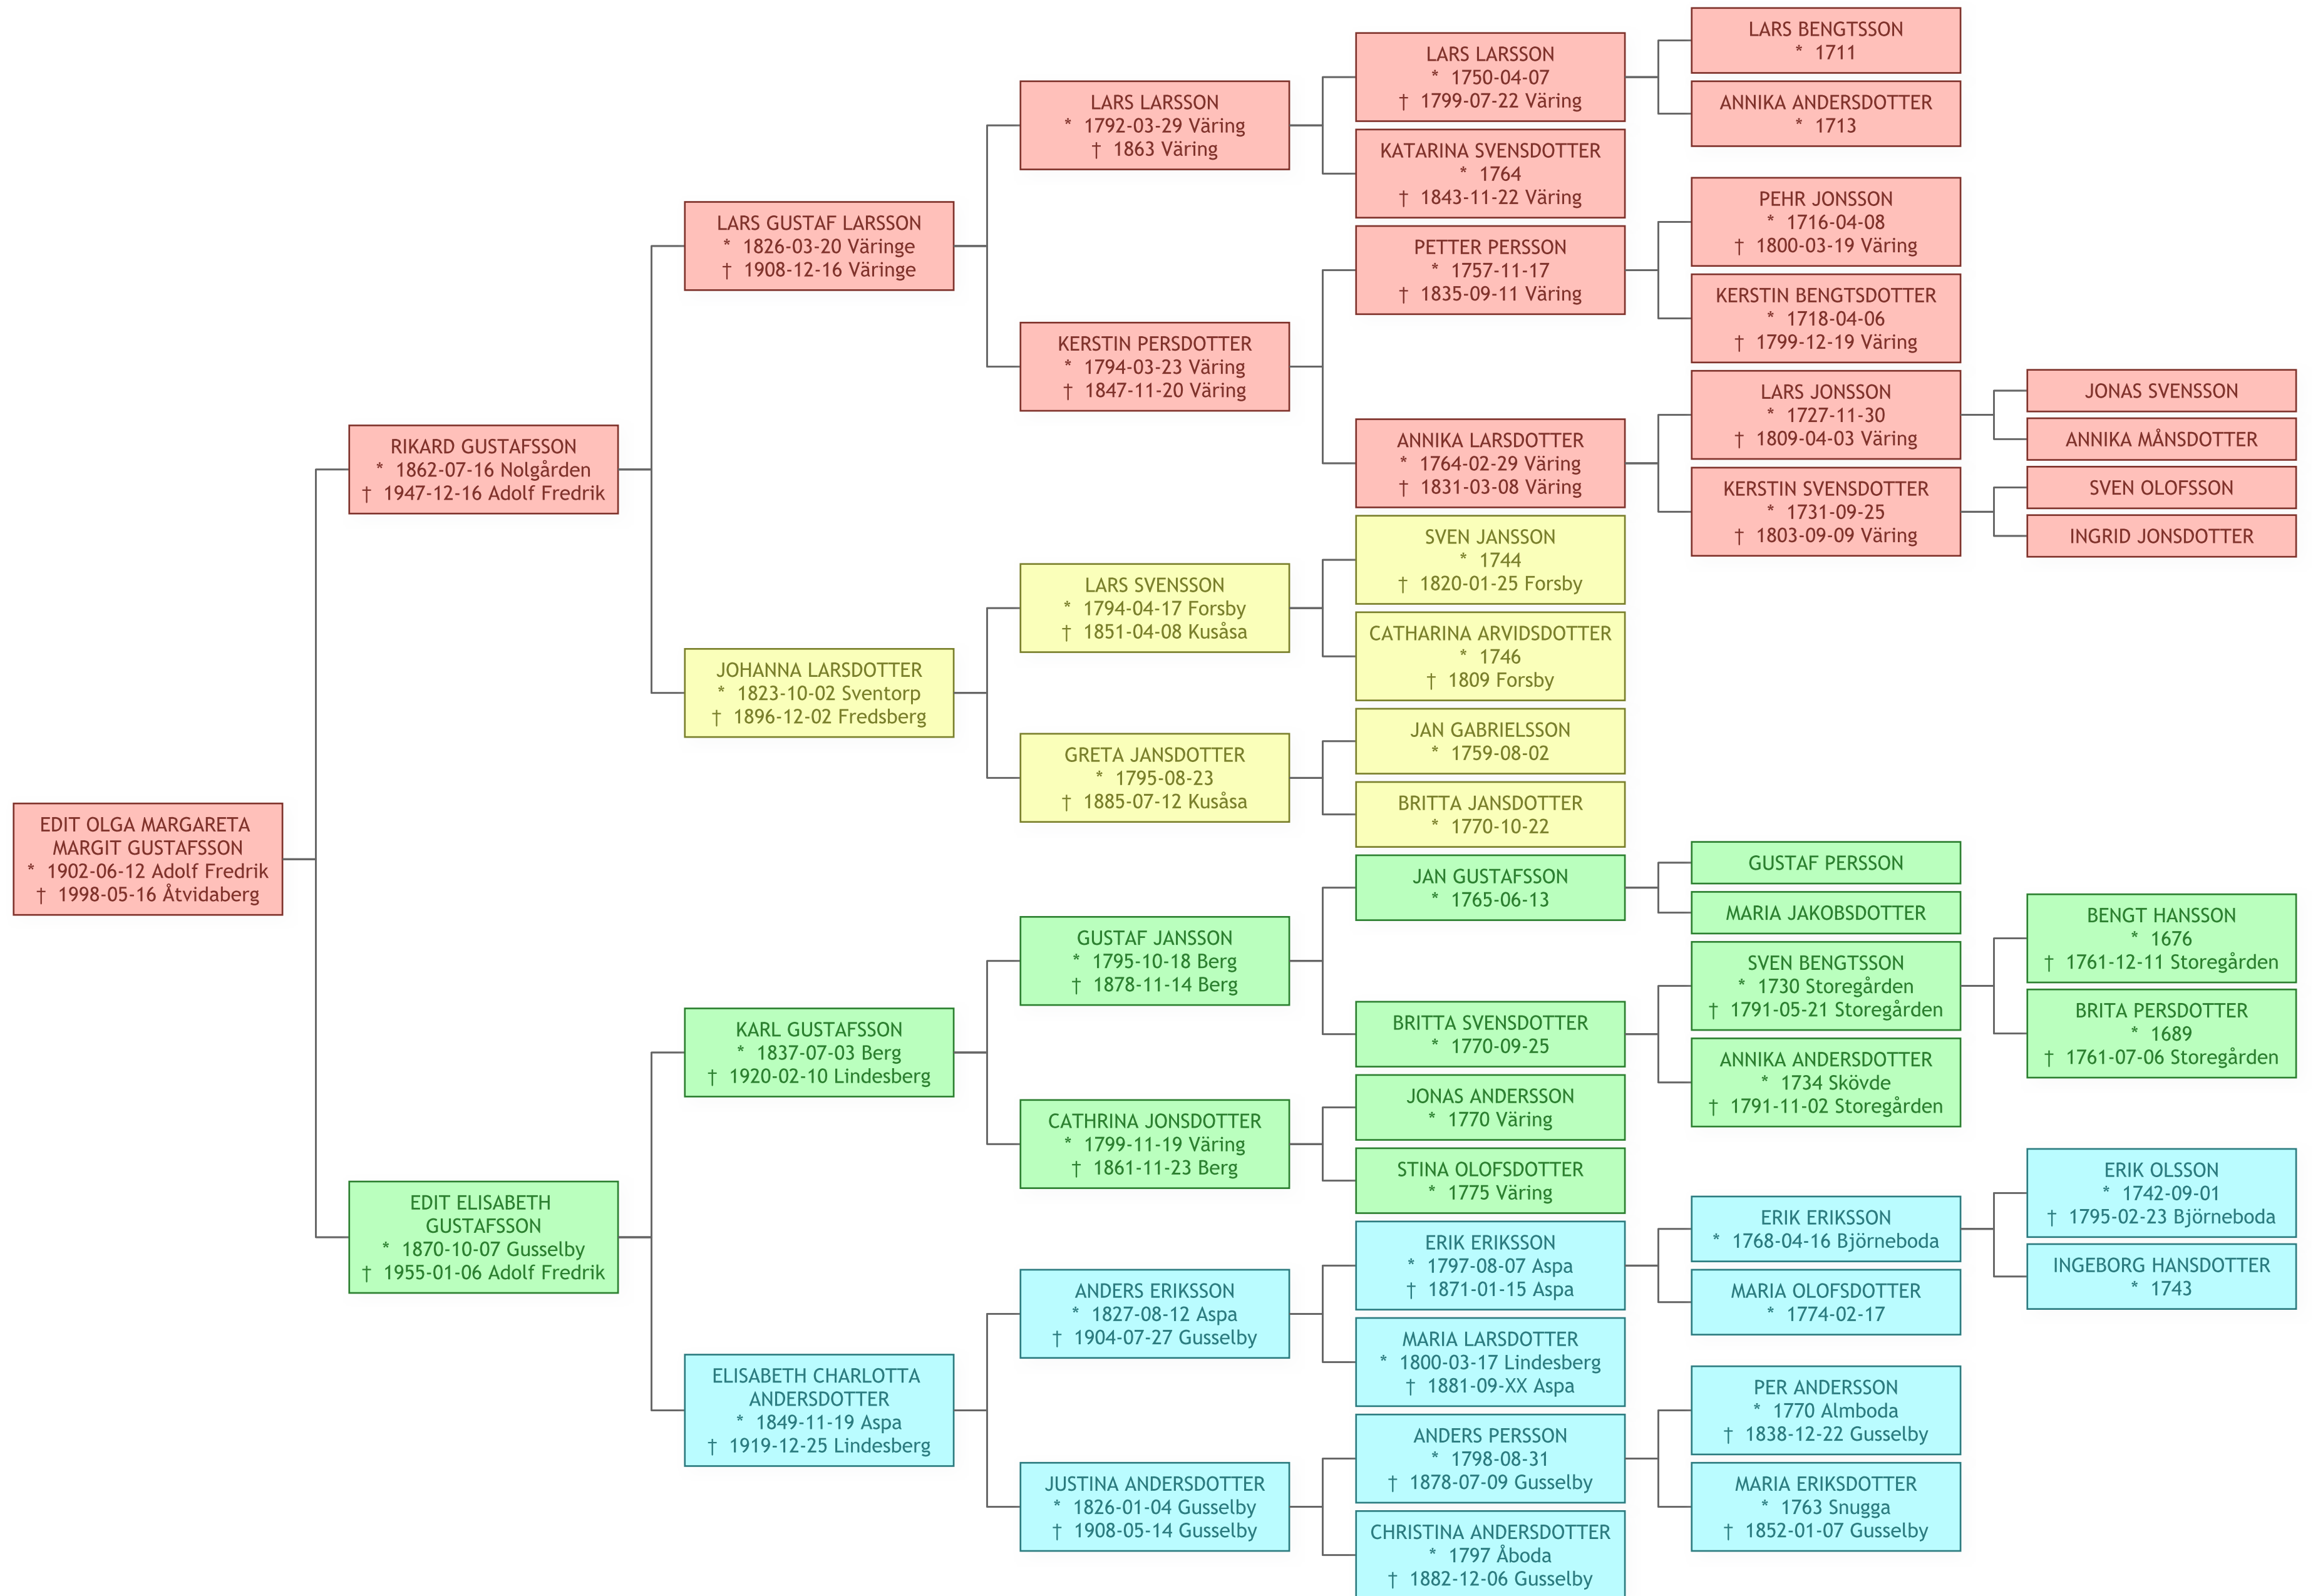 EDIT OLGA MARGARETA
MARGIT GUSTAFSSON
* 1902-06-12 Adolf Fredrik
† 1998-05-16 Åtvidaberg
RIKARD GUSTAFSSON
* 1862-07-16 Nolgården
† 1947-12-16 Adolf Fredrik
EDIT ELISABETH
GUSTAFSSON
* 1870-10-07 Gusselby
† 1955-01-06 Adolf Fredrik
LARS GUSTAF LARSSON
* 1826-03-20 Väringe
† 1908-12-16 Väringe
JOHANNA LARSDOTTER
* 1823-10-02 Sventorp
† 1896-12-02 Fredsberg
KARL GUSTAFSSON
* 1837-07-03 Berg
† 1920-02-10 Lindesberg
ELISABETH CHARLOTTA
ANDERSDOTTER
* 1849-11-19 Aspa
† 1919-12-25 Lindesberg
LARS LARSSON
* 1792-03-29 Väring
† 1863 Väring
KERSTIN PERSDOTTER
* 1794-03-23 Väring
† 1847-11-20 Väring
LARS SVENSSON
* 1794-04-17 Forsby
† 1851-04-08 Kusåsa
GRETA JANSDOTTER
* 1795-08-23
† 1885-07-12 Kusåsa
GUSTAF JANSSON
* 1795-10-18 Berg
† 1878-11-14 Berg
CATHRINA JONSDOTTER
* 1799-11-19 Väring
† 1861-11-23 Berg
ANDERS ERIKSSON
* 1827-08-12 Aspa
† 1904-07-27 Gusselby
JUSTINA ANDERSDOTTER
* 1826-01-04 Gusselby
† 1908-05-14 Gusselby
LARS LARSSON
* 1750-04-07
† 1799-07-22 Väring
KATARINA SVENSDOTTER
* 1764
† 1843-11-22 Väring
PETTER PERSSON
* 1757-11-17
† 1835-09-11 Väring
ANNIKA LARSDOTTER
* 1764-02-29 Väring
† 1831-03-08 Väring
SVEN JANSSON
* 1744
† 1820-01-25 Forsby
CATHARINA ARVIDSDOTTER
* 1746
† 1809 Forsby
JAN GABRIELSSON
* 1759-08-02
BRITTA JANSDOTTER
* 1770-10-22
JAN GUSTAFSSON
* 1765-06-13
BRITTA SVENSDOTTER
* 1770-09-25
JONAS ANDERSSON
* 1770 Väring
STINA OLOFSDOTTER
* 1775 Väring
ERIK ERIKSSON
* 1797-08-07 Aspa
† 1871-01-15 Aspa
MARIA LARSDOTTER
* 1800-03-17 Lindesberg
† 1881-09-XX Aspa
ANDERS PERSSON
* 1798-08-31
† 1878-07-09 Gusselby
CHRISTINA ANDERSDOTTER
* 1797 Åboda
† 1882-12-06 Gusselby
LARS BENGTSSON
* 1711
ANNIKA ANDERSDOTTER
* 1713
PEHR JONSSON
* 1716-04-08
† 1800-03-19 Väring
KERSTIN BENGTSDOTTER
* 1718-04-06
† 1799-12-19 Väring
LARS JONSSON
* 1727-11-30
† 1809-04-03 Väring
KERSTIN SVENSDOTTER
* 1731-09-25
† 1803-09-09 Väring
GUSTAF PERSSON
MARIA JAKOBSDOTTER
SVEN BENGTSSON
* 1730 Storegården
† 1791-05-21 Storegården
ANNIKA ANDERSDOTTER
* 1734 Skövde
† 1791-11-02 Storegården
ERIK ERIKSSON
* 1768-04-16 Björneboda
MARIA OLOFSDOTTER
* 1774-02-17
PER ANDERSSON
* 1770 Almboda
† 1838-12-22 Gusselby
MARIA ERIKSDOTTER
* 1763 Snugga
† 1852-01-07 Gusselby
JONAS SVENSSON
ANNIKA MÅNSDOTTER
SVEN OLOFSSON
INGRID JONSDOTTER
BENGT HANSSON
* 1676
† 1761-12-11 Storegården
BRITA PERSDOTTER
* 1689
† 1761-07-06 Storegården
ERIK OLSSON
* 1742-09-01
† 1795-02-23 Björneboda
INGEBORG HANSDOTTER
* 1743